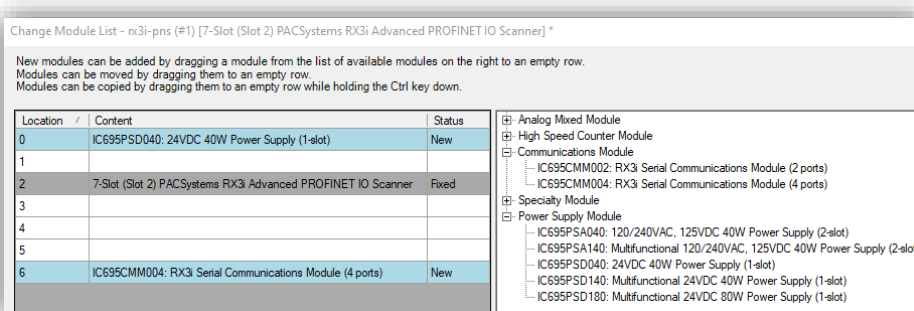 Change Module List - rx3i-pns (#1) [7-Slot (Slot 2) PACSystems RX3i Advanced PROFINET IO Scanner] *
New modules can be added by dragging a module from the list of available modules on the right to an empty row.
Modules can be moved by dragging them to an empty row.
Modules can be copied by dragging them to an empty row while holding the Ctrl key down.
Location / Content Status
0 IC695PSD040: 24VDC 40W Power Supply (1-slot) New
1
2 7-Slot (Slot 2) PACSystems RX3i Advanced PROFINET IO Scanner Fixed
3
4
5
6 IC695CMM004: RX3i Serial Communications Module (4 ports) New
Analog Mixed Module
High Speed Counter Module
Communications Module
IC695CMM002: RX3i Serial Communications Module (2 ports)
IC695CMM004: RX3i Serial Communications Module (4 ports)
Specialty Module
Power Supply Module
IC695PSA040: 120/240VAC, 125VDC 40W Power Supply (2-slot)
IC695PSA140: Multifunctional 120/240VAC, 125VDC 40W Power Supply (2-slot
IC695PSD040: 24VDC 40W Power Supply (1-slot)
IC695PSD140: Multifunctional 24VDC 40W Power Supply (1-slot)
IC695PSD180: Multifunctional 24VDC 80W Power Supply (1-slot)